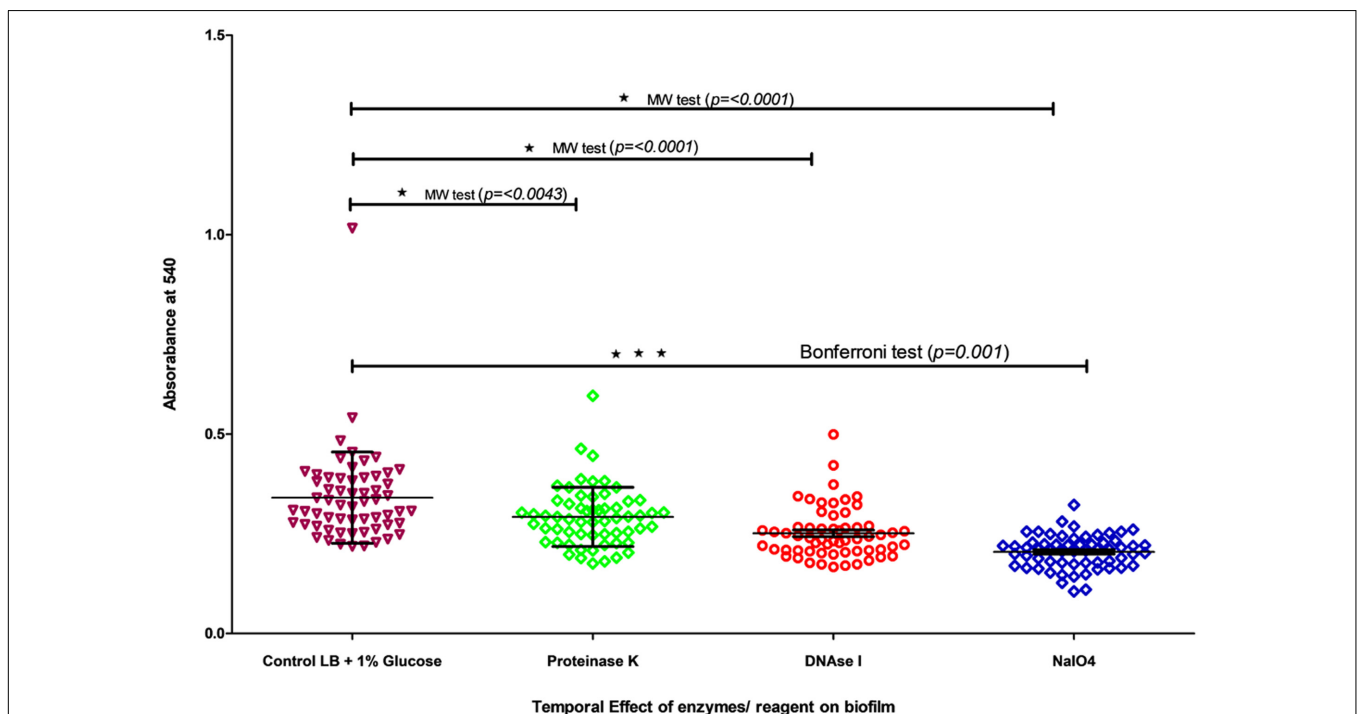 1.5
★ MW test (p=<0.0001)
★ MW test (p=<0.0001)
★ MW test (p=<0.0043)
1.0
Absorabance at 540
★ ★ ★ Bonferroni test (p=0.001)
0.5
0.0
Control LB + 1% Glucose Proteinase K DNAse I NaIO4
Temporal Effect of enzymes/ reagent on biofilm